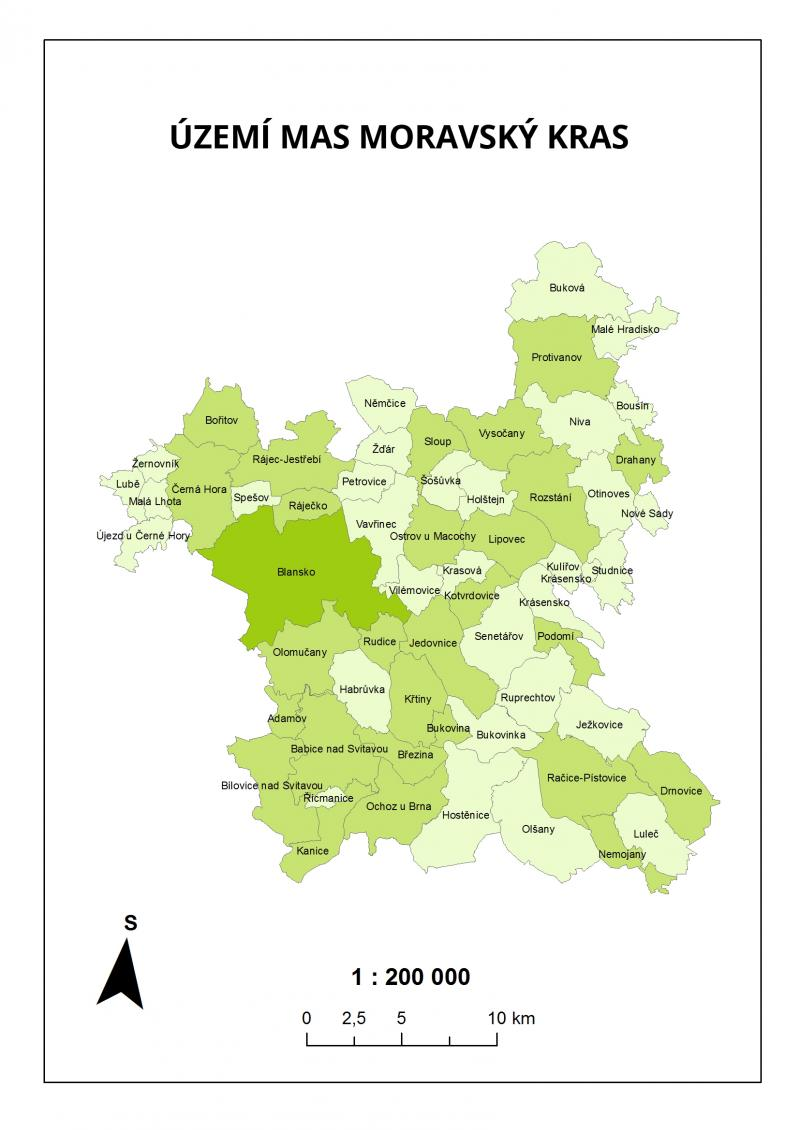 ÚZEMÍ MAS MORAVSKÝ KRAS
Buková
Malé Hradisko
Protivanov
Němčice
Bousín
Bořitov
Niva
Vysočany
Sloup
Žďár
Rájec-Jestřebí
Drahany
Žernovník
Petrovice
Šošůvka
Lubě
Černá Hora
Malá Lhota
Spešov
Holštejn
Rozstání
Otinoves
Ráječko
Nové Sady
Vavřinec
Újezd u Černé Hory
Ostrov u Macochy
Lipovec
Blansko
Krasová
Kulířov
Krásensko
Studnice
Vilémovice
Kotvrdovice
Krásensko
Senetářov
Podomí
Rudice
Jedovnice
Olomučany
Habrůvka
Křtiny
Ruprechtov
Adamov
Bukovina
Bukovinka
Ježkovice
Babice nad Svitavou
Březina
Bílovice nad Svitavou
Řícmanice
Račice-Pístovice
Drnovice
Ochoz u Brna
Hostěnice
Olšany
Luleč
Kanice
Nemojany
S
1 : 200 000
0 2,5 5 10 km